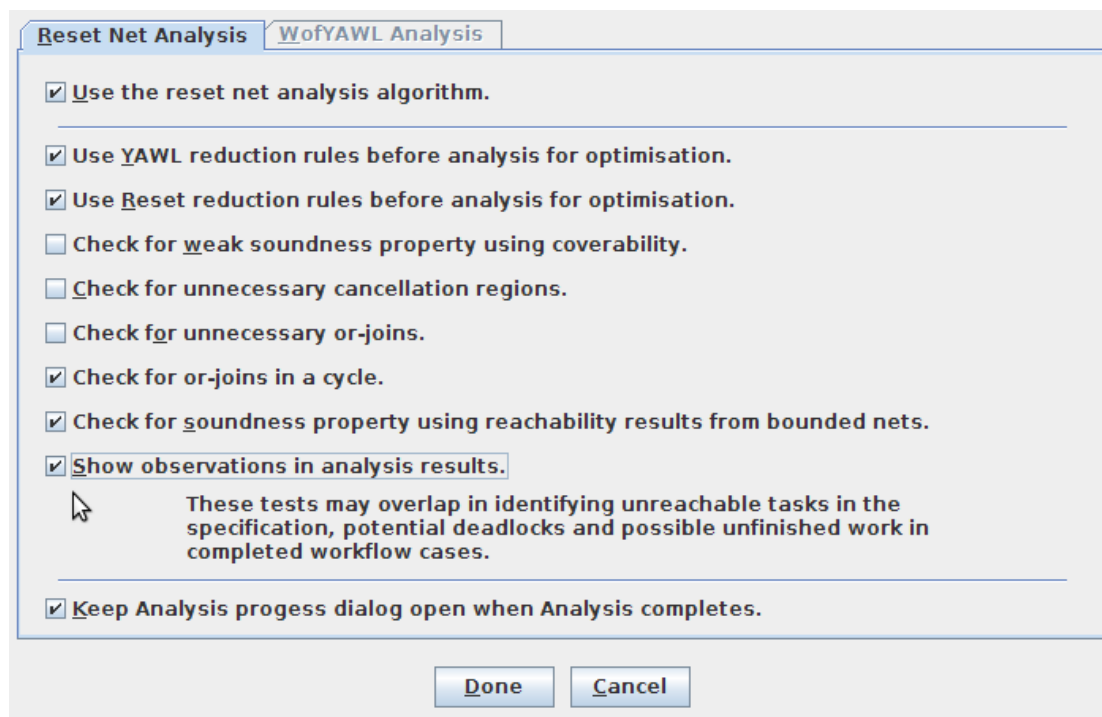 Reset Net Analysis WofYAWL Analysis
Use the reset net analysis algorithm.
Use YAWL reduction rules before analysis for optimisation.
Use Reset reduction rules before analysis for optimisation.
Check for weak soundness property using coverability.
Check for unnecessary cancellation regions.
Check for unnecessary or-joins.
Check for or-joins in a cycle.
Check for soundness property using reachability results from bounded nets.
Show observations in analysis results.
These tests may overlap in identifying unreachable tasks in the
specification, potential deadlocks and possible unfinished work in
completed workflow cases.
Keep Analysis progess dialog open when Analysis completes.
Done Cancel